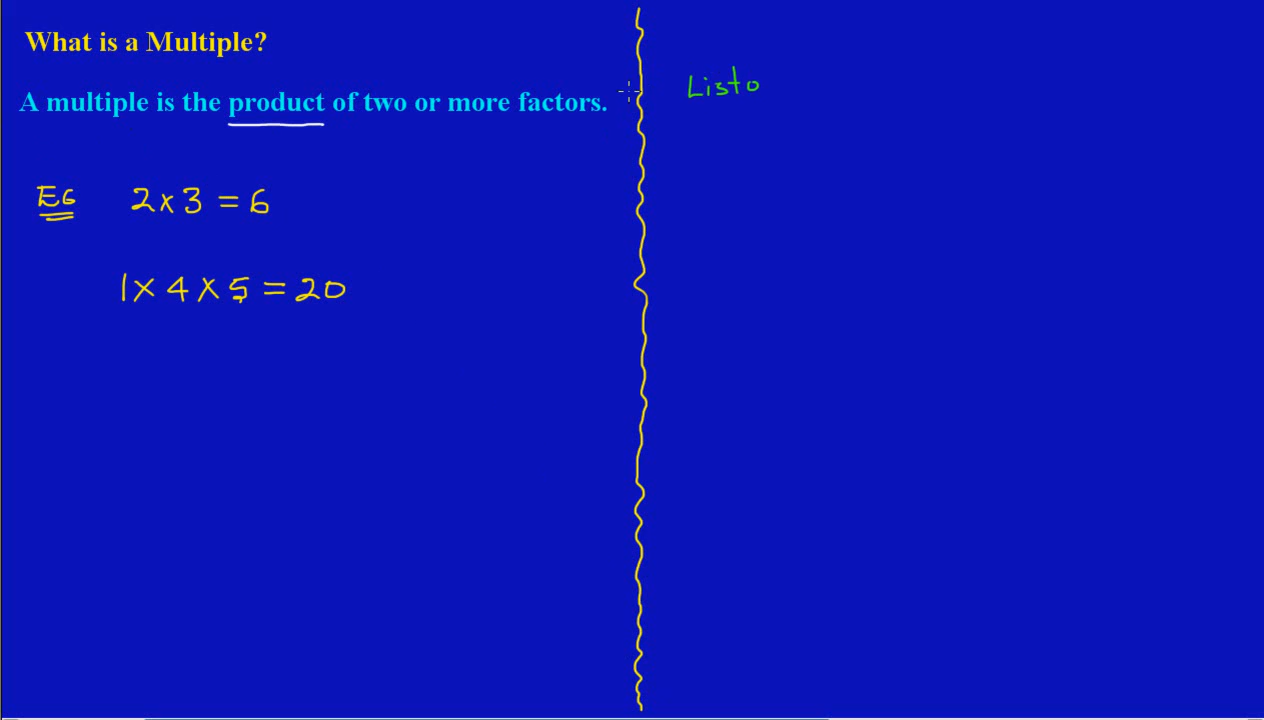 What is a Multiple?
A multiple is the product of two or more factors.
EG 2 x 3 = 6
1 x 4 x 5 = 20
Listo